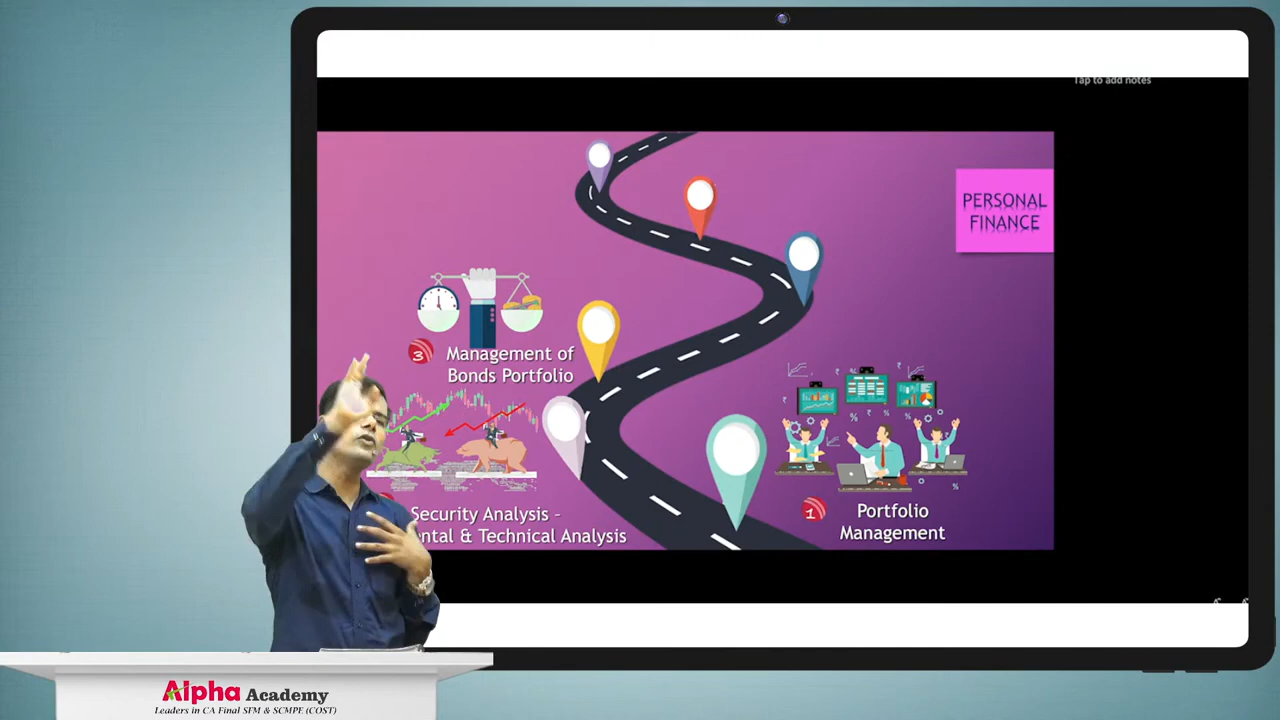 Tap to add notes
PERSONAL
FINANCE
3
Management of
Bonds Portfolio
Security Analysis –
& Technical Analysis
1
Portfolio
Management
Alpha Academy
Leaders in CA Final SFM & SCMPE (COST)